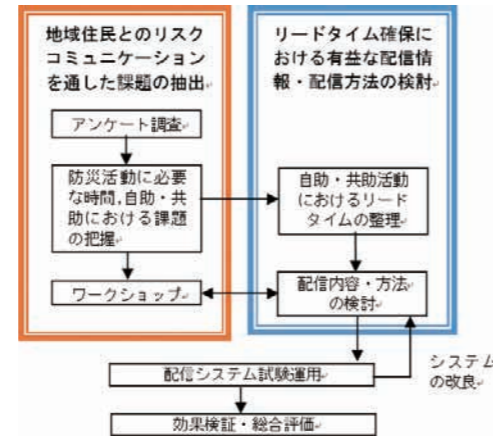 地域住民とのリスク
コミュニケーション
を通した課題の抽出
アンケート調査
防災活動に必要
な時間,自助・共
助における課題
の把握
ワークショップ
リードタイム確保に
おける有益な配信情
報・配信方法の検討
自助・共助活動
におけるリード
タイムの整理
配信内容・方法
の検討
配信システム試験運用
システム
の改良
効果検証・総合評価